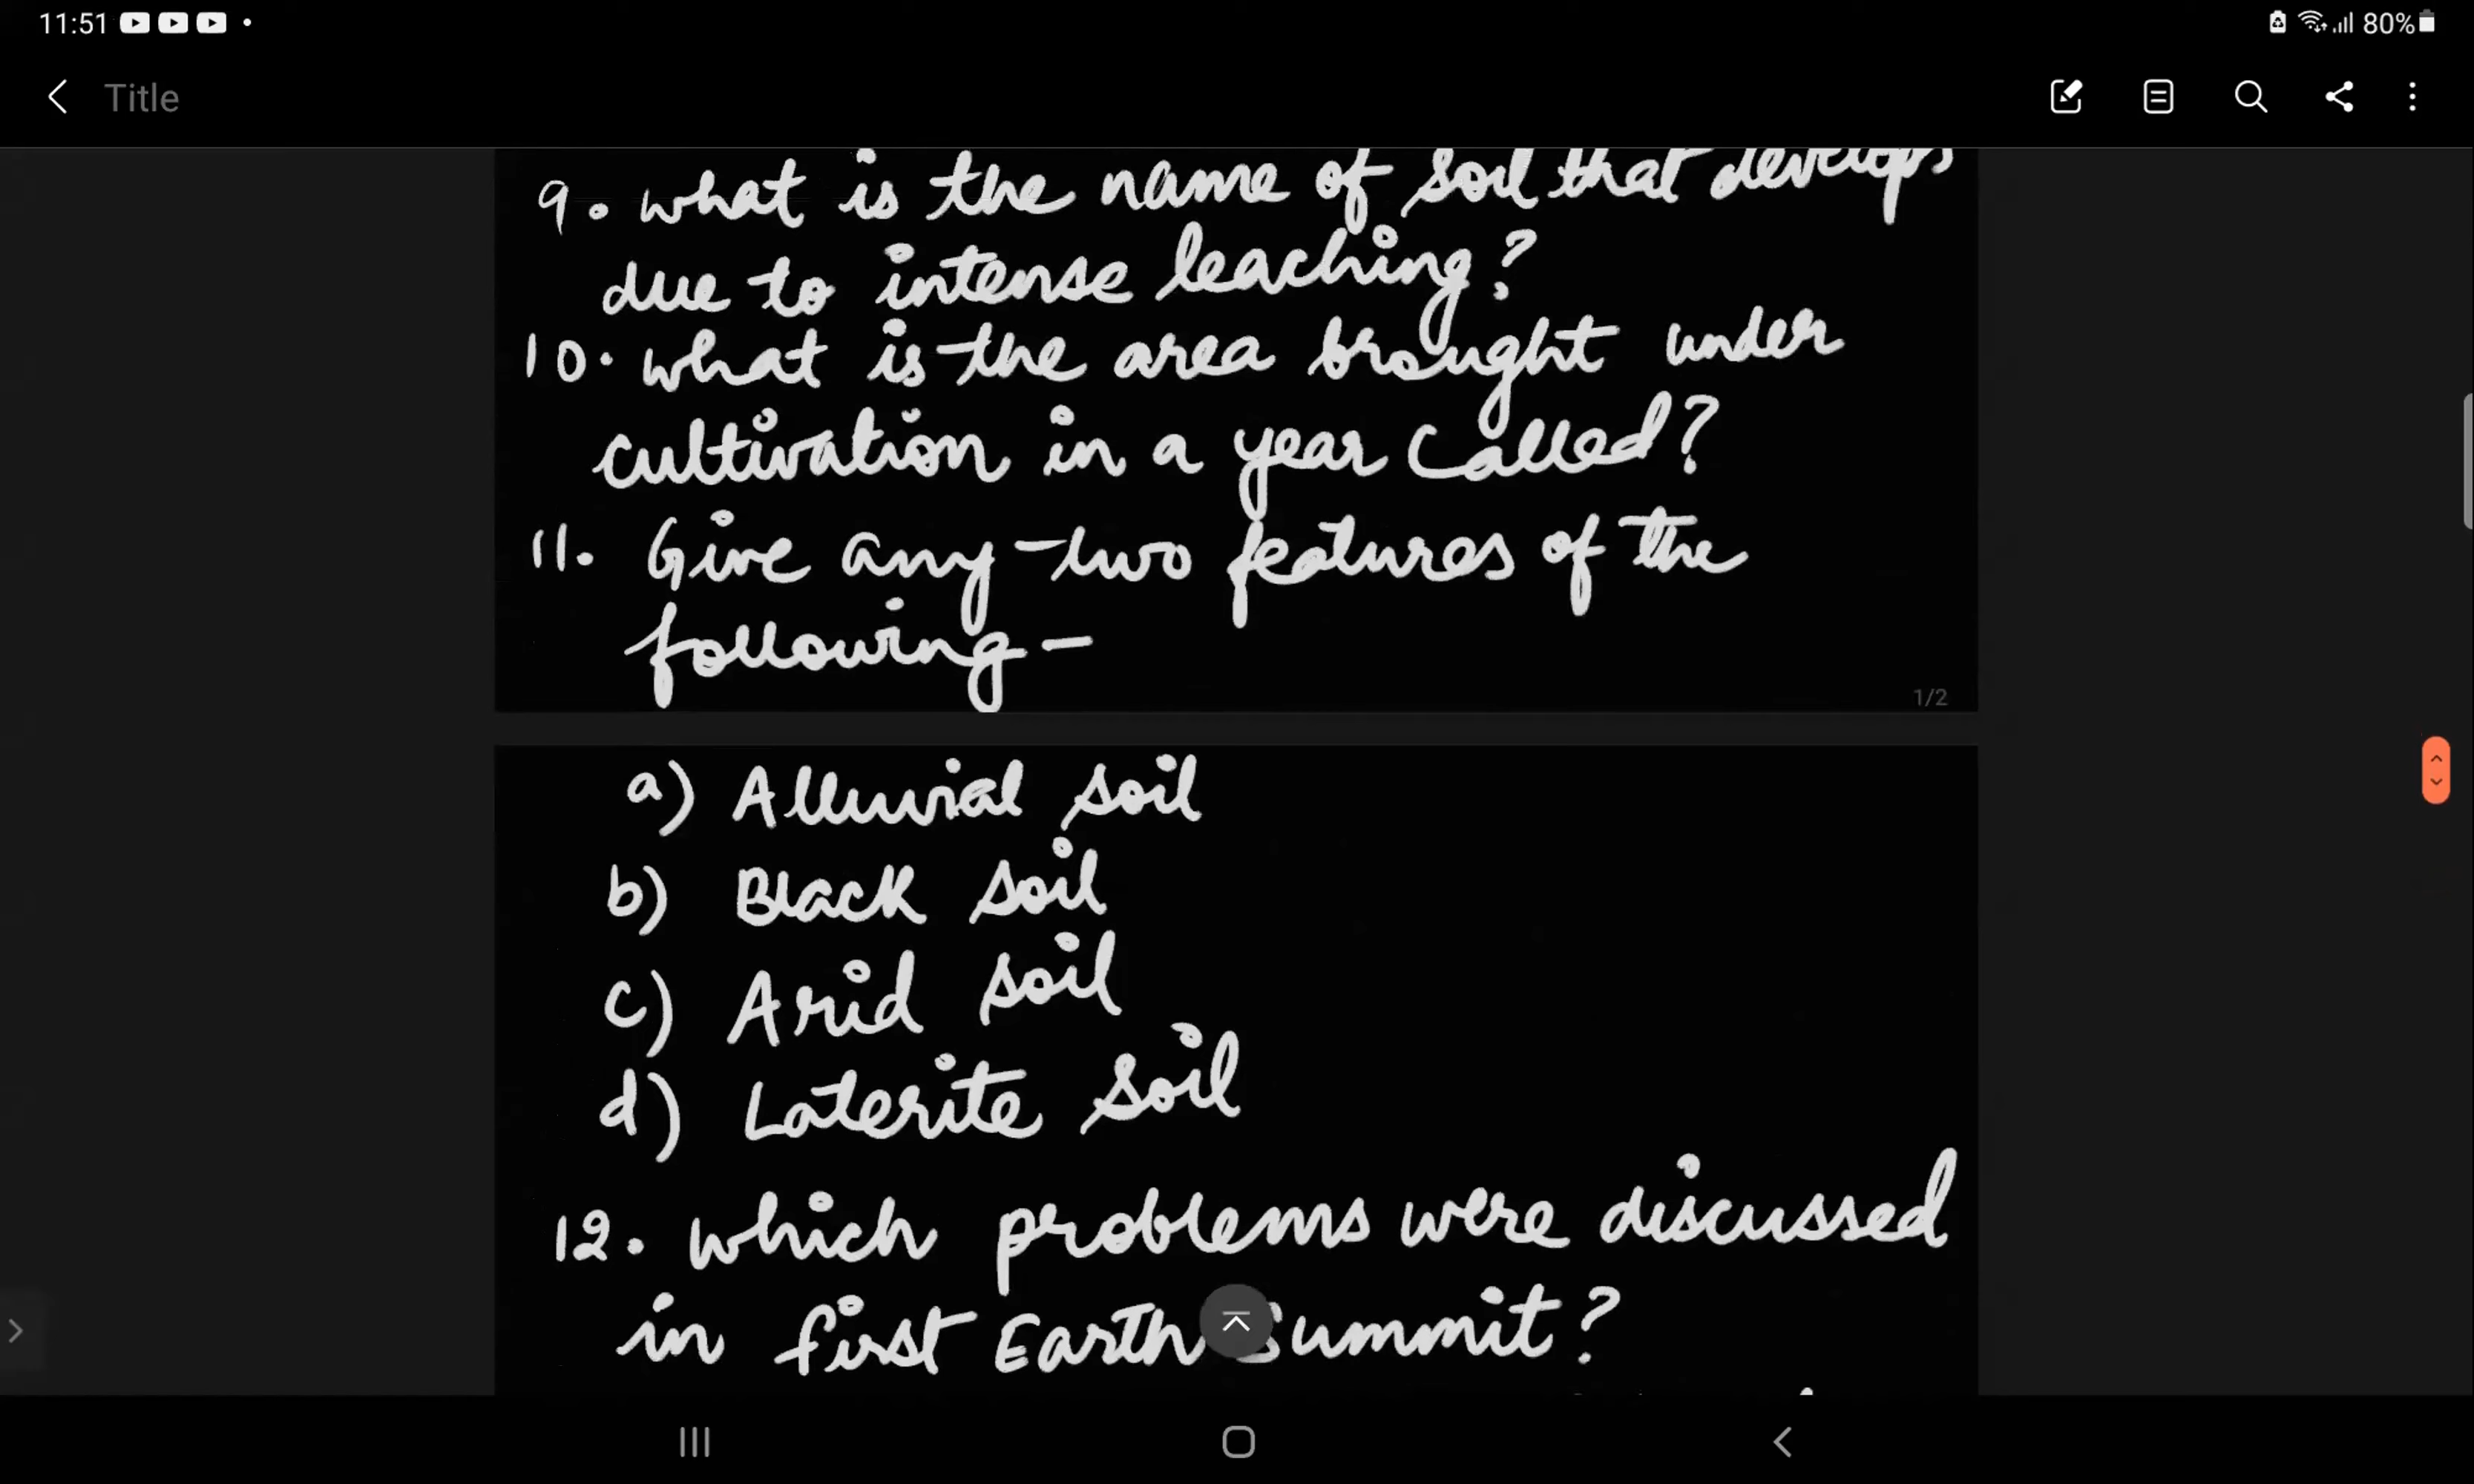 11:51
80%
Title
9. what is the name of soil that develops
due to intense leaching?
10. what is the area brought under
cultivation in a year called?
11. Give any two features of the
following -
1/2
a) Alluvial soil
b) Black soil
c) Arid soil
d) Laterite soil
12. which problems were discussed
in first Earth Summit?